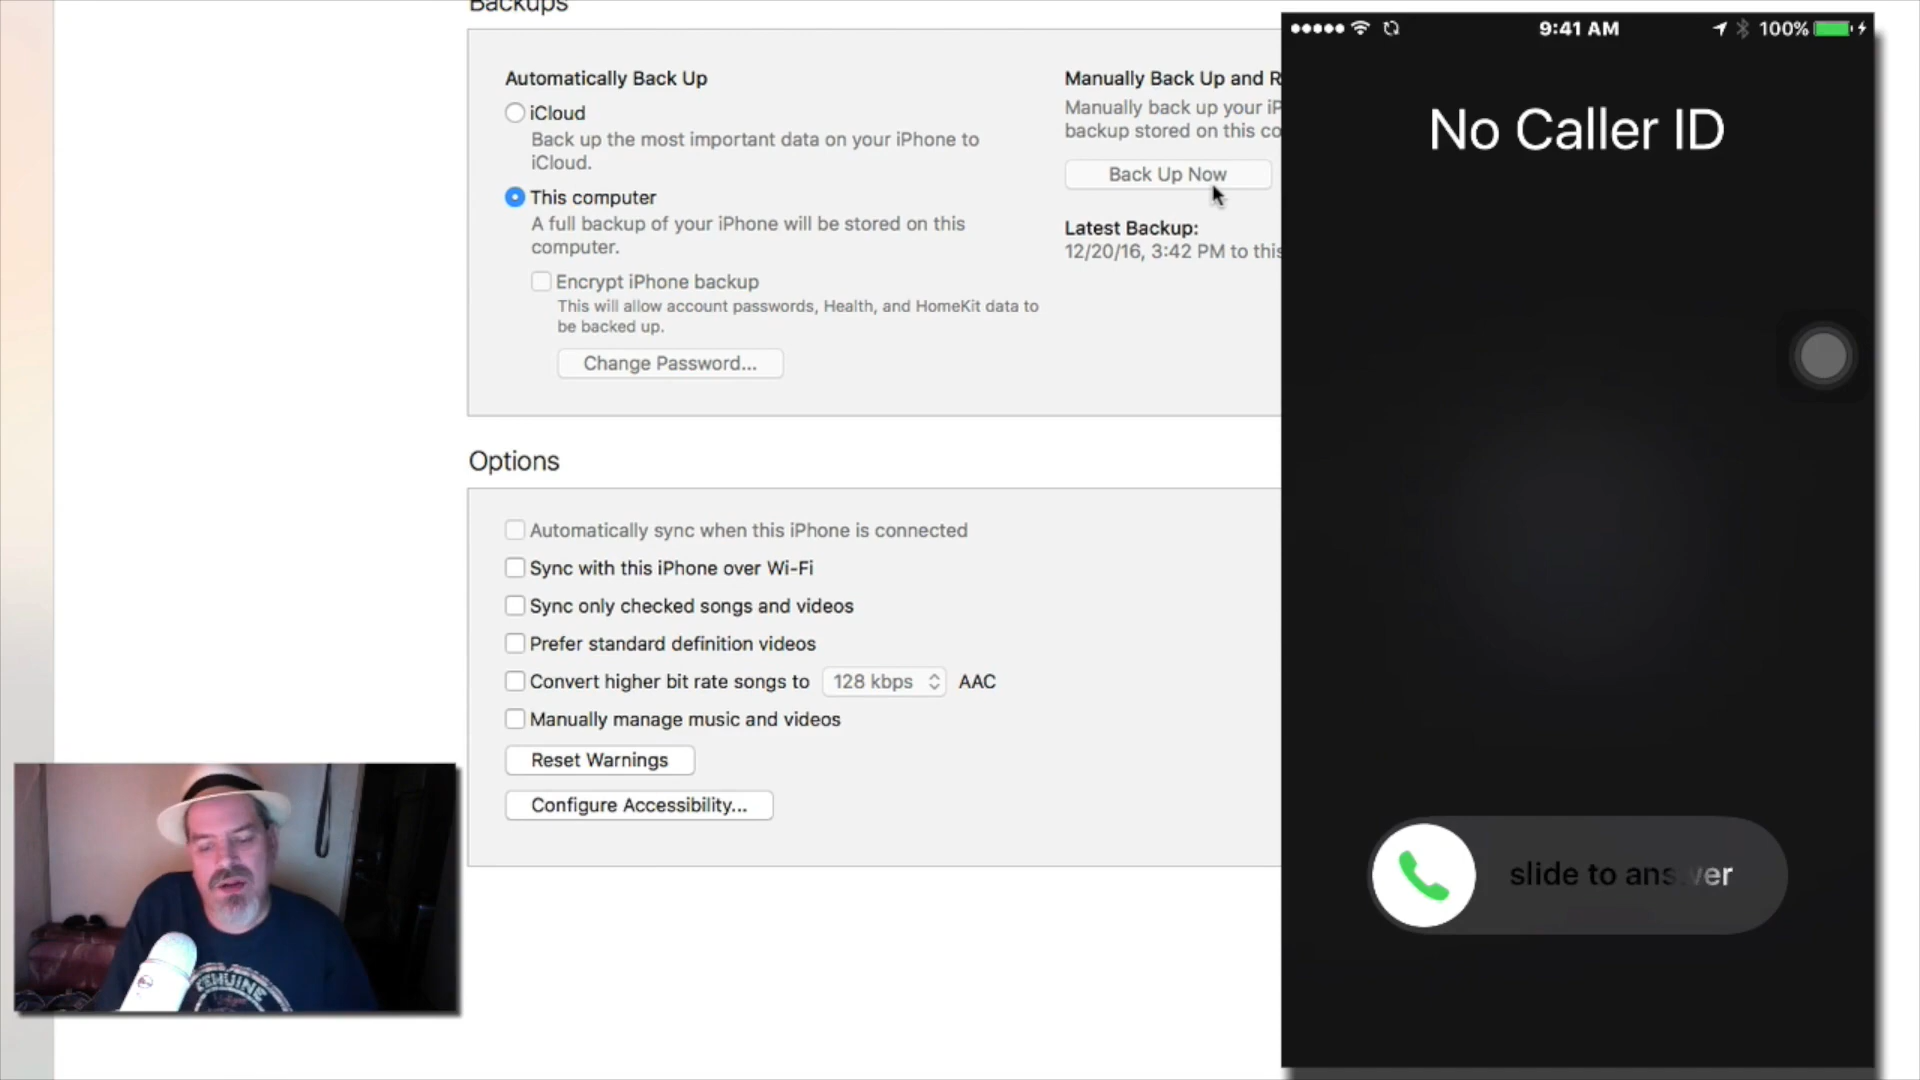 Backups
Automatically Back Up
iCloud
Back up the most important data on your iPhone to
iCloud.
This computer
A full backup of your iPhone will be stored on this
computer.
Encrypt iPhone backup
This will allow account passwords, Health, and HomeKit data to
be backed up.
Change Password...
Manually Back Up and R
Manually back up your iP
backup stored on this co
Back Up Now
Latest Backup:
12/20/16, 3:42 PM to this
Options
Automatically sync when this iPhone is connected
Sync with this iPhone over Wi-Fi
Sync only checked songs and videos
Prefer standard definition videos
Convert higher bit rate songs to 128 kbps AAC
Manually manage music and videos
Reset Warnings
Configure Accessibility...
9:41 AM 100%
No Caller ID
slide to answer
GENUINE